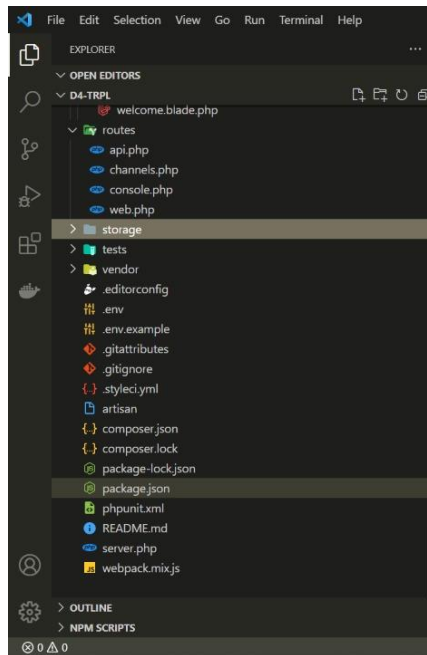 File Edit Selection View Go Run Terminal Help
EXPLORER
OPEN EDITORS
D4-TRPL
welcome.blade.php
routes
api.php
channels.php
console.php
web.php
storage
tests
vendor
.editorconfig
.env
.env.example
.gitattributes
.gitignore
.styleci.yml
artisan
composer.json
composer.lock
package-lock.json
package.json
phpunit.xml
README.md
server.php
webpack.mix.js
OUTLINE
NPM SCRIPTS
0 0